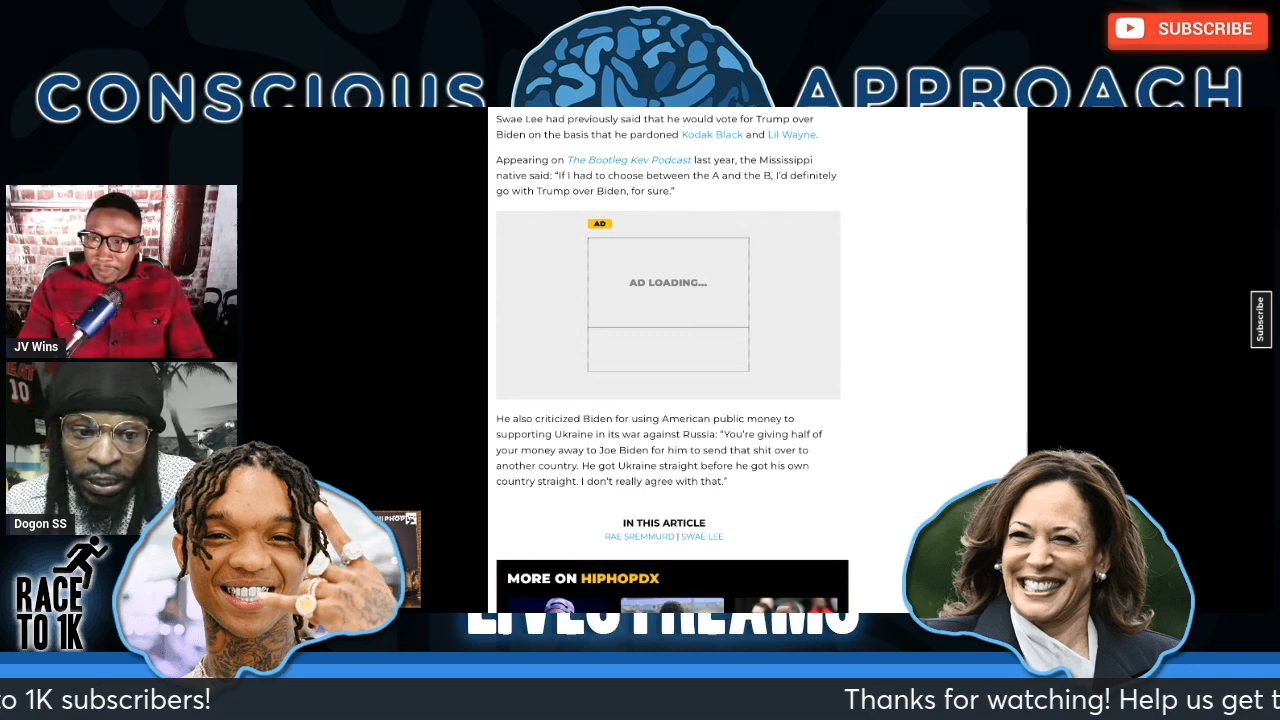 SUBSCRIBE
CONSCIOUS APPROACH
Swae Lee had previously said that he would vote for Trump over
Biden on the basis that he pardoned Kodak Black and Lil Wayne.
Appearing on The Bootleg Kev Podcast last year, the Mississippi
native said: “If I had to choose between the A and the B, I’d definitely
go with Trump over Biden, for sure.”
AD
AD LOADING...
He also criticized Biden for using American public money to
supporting Ukraine in its war against Russia: “You’re giving half of
your money away to Joe Biden for him to send that shit over to
another country. He got Ukraine straight before he got his own
country straight. I don’t really agree with that.”
IN THIS ARTICLE
RAE SREMMURD | SWAE LEE
MORE ON HIPHOPDX
Subscribe
JV Wins
10
Dogon SS
HIPHOP
RACE
TO 1K
LIVESTREAMS
to 1K subscribers!
Thanks for watching! Help us get t